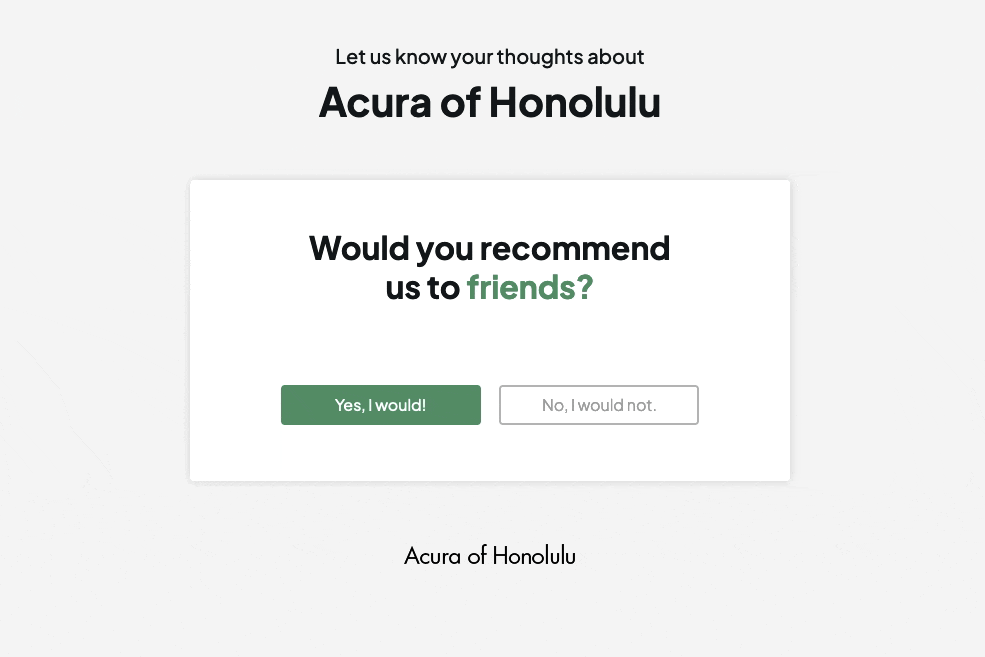 Let us know your thoughts about
Acura of Honolulu
Would you recommend
us to friends?
Yes, I would!
No, I would not.
Acura of Honolulu